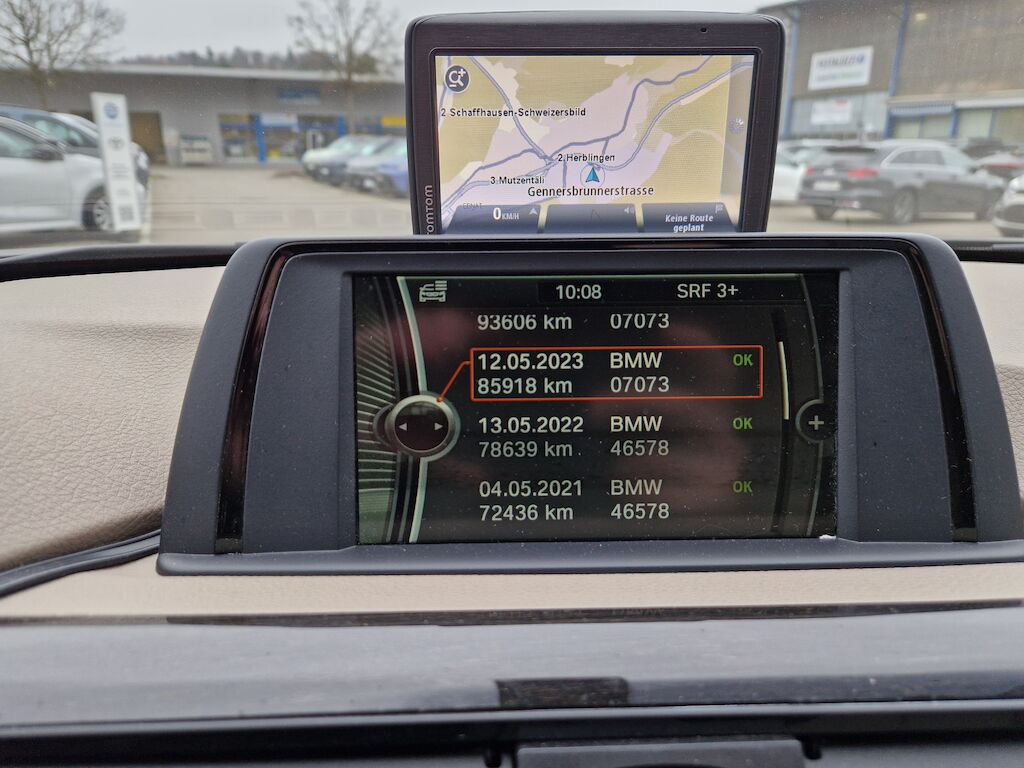 2 Schaffhausen-Schweizersbild
2 Herblingen
3 Mutzentäli
Gennersbrunnerstrasse
0 KM/H
Keine Route
geplant
TOMTOM
10:08 SRF 3+
93606 km 07073
12.05.2023 BMW OK
85918 km 07073
13.05.2022 BMW OK
78639 km 46578
04.05.2021 BMW OK
72436 km 46578
+